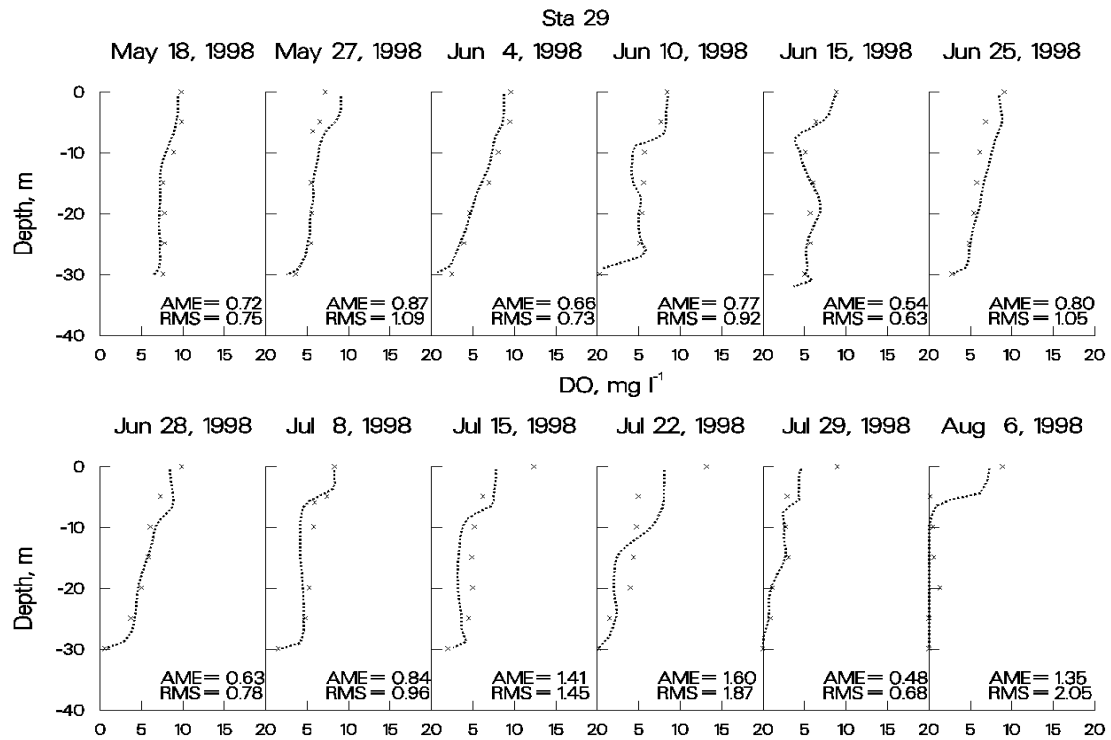 Sta 29
May 18, 1998 May 27, 1998 Jun 4, 1998 Jun 10, 1998 Jun 15, 1998 Jun 25, 1998
0
-10
-20
-30
-40
Depth, m
AME= 0.72 AME= 0.87 AME= 0.66 AME= 0.77 AME= 0.54 AME= 0.80
RMS= 0.75 RMS= 1.09 RMS= 0.73 RMS= 0.92 RMS= 0.63 RMS= 1.05
0 5 10 15 20 5 10 15 20 5 10 15 20 5 10 15 20 5 10 15 20 5 10 15 20
DO, mg l⁻¹
Jun 28, 1998 Jul 8, 1998 Jul 15, 1998 Jul 22, 1998 Jul 29, 1998 Aug 6, 1998
0
-10
-20
-30
-40
Depth, m
AME= 0.63 AME= 0.84 AME= 1.41 AME= 1.60 AME= 0.48 AME= 1.35
RMS= 0.78 RMS= 0.96 RMS= 1.45 RMS= 1.87 RMS= 0.68 RMS= 2.05
0 5 10 15 20 5 10 15 20 5 10 15 20 5 10 15 20 5 10 15 20 5 10 15 20